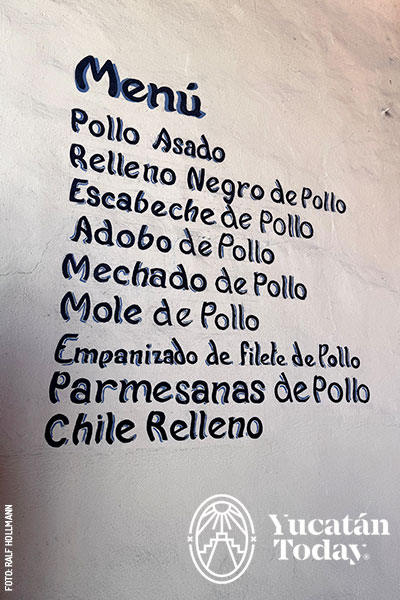 Menú
Pollo Asado
Relleno Negro de Pollo
Escabeche de Pollo
Adobo de Pollo
Mechado de Pollo
Mole de Pollo
Empanizado de filete de Pollo
Parmesanas de Pollo
Chile Relleno
FOTO: RALF HOLLMANN
Yucatán
Today®